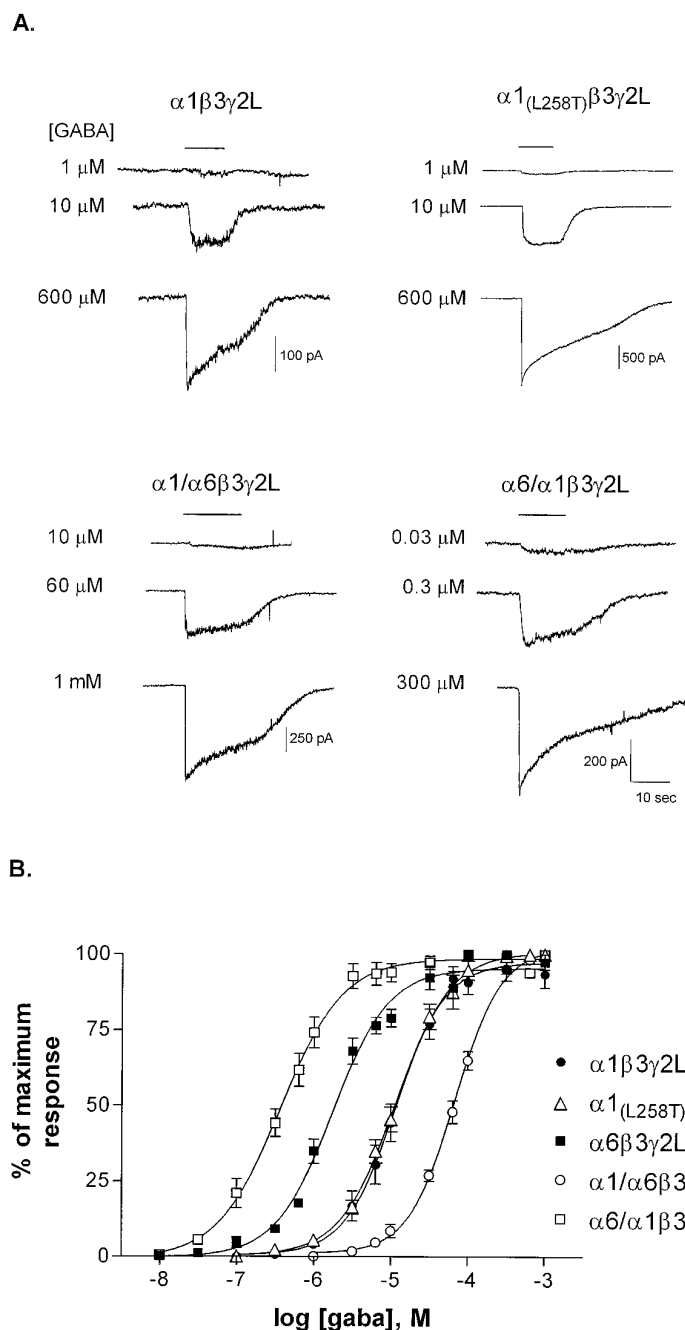 A.
α1β3γ2L
α1(L258T)β3γ2L
[GABA]
1 μM
1 μM
10 μM
10 μM
600 μM
600 μM
100 pA
500 pA
α1/α6β3γ2L
α6/α1β3γ2L
10 μM
0.03 μM
60 μM
0.3 μM
1 mM
300 μM
250 pA
200 pA
10 sec
B.
% of maximum
response
100
75
50
25
0
-8
-7
-6
-5
-4
-3
log [gaba], M
α1β3γ2L
α1(L258T)
α6β3γ2L
α1/α6β3
α6/α1β3